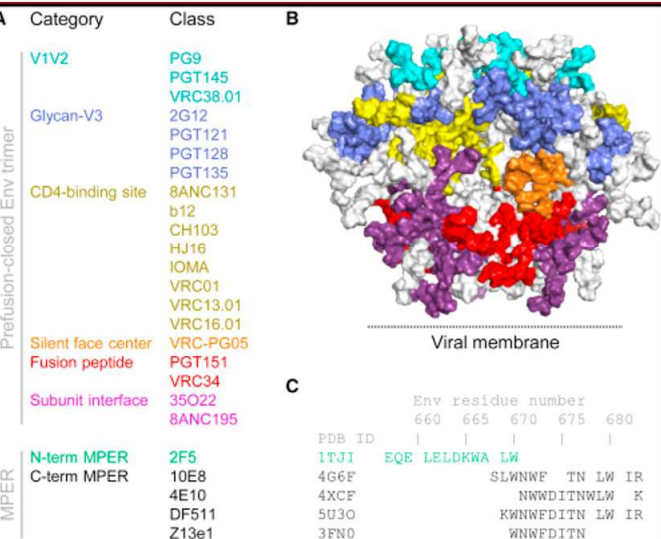 A
Category Class
V1V2 PG9
PGT145
VRC38.01
Glycan-V3 2G12
PGT121
PGT128
PGT135
CD4-binding site 8ANC131
b12
CH103
HJ16
IOMA
VRC01
VRC13.01
VRC16.01
Silent face center VRC-PG05
Fusion peptide PGT151
VRC34
Subunit interface 35O22
8ANC195
N-term MPER 2F5
C-term MPER 10E8
4E10
DF511
Z13e1
Prefusion-closed Env trimer
MPER
B
Viral membrane
C
Env residue number
660 665 670 675 680
PDB ID
1TJI EQE LELDKWA LW
4G6F SLWNWF TN LW IR
4XCF NWWDITNWLW K
5U3O KWNWFDITN LW IR
3FN0 WNWFDITN